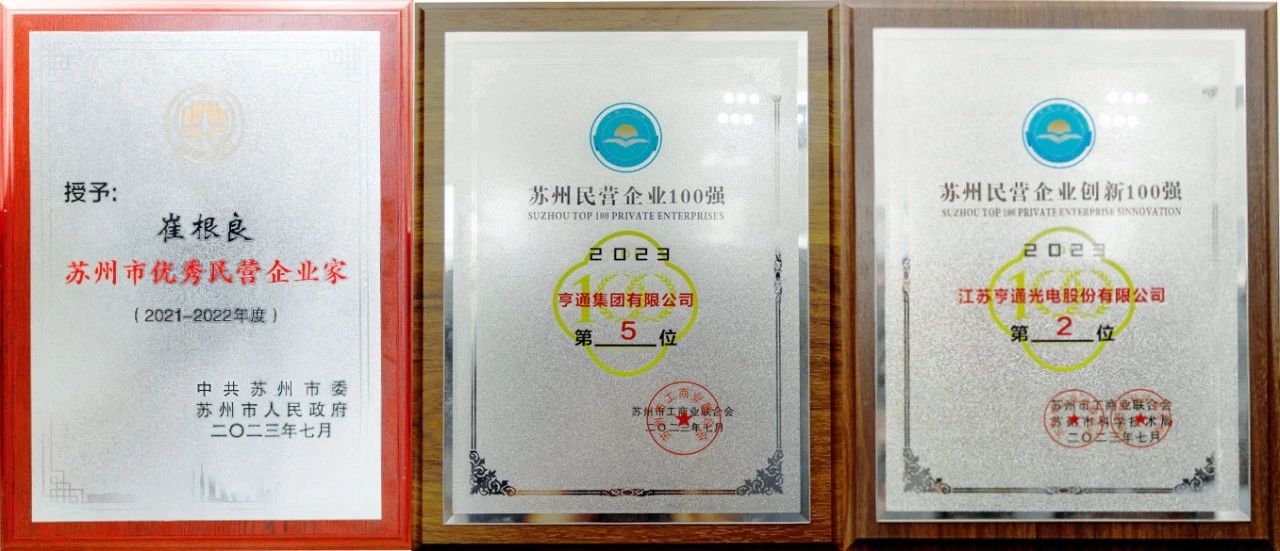 授予:
崔根良
苏州市优秀民营企业家
(2021-2022年度)
中共苏州市委
苏州市人民政府
二〇二三年七月
苏州民营企业100强
SUZHOU TOP 100 PRIVATE ENTERPRISES
2023
100
亨通集团有限公司
第5位
苏州市工商业联合会
二〇二三年七月
苏州民营企业创新100强
SUZHOU TOP 100 PRIVATE ENTERPRISE SINNOVATION
2023
100
江苏亨通光电股份有限公司
第2位
苏州市工商业联合会
苏州市科学技术局
二〇二三年七月